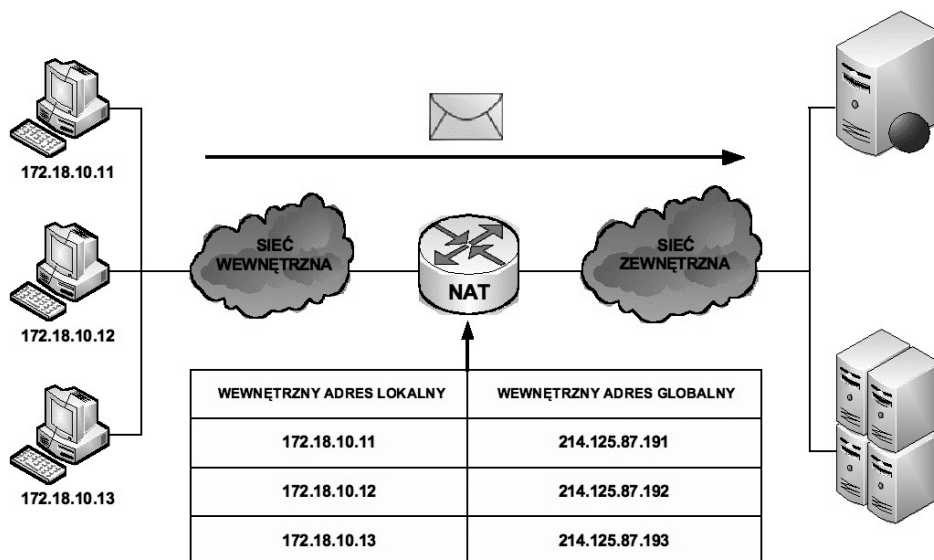 172.18.10.11
172.18.10.12
172.18.10.13
SIEĆ
WEWNĘTRZNA
NAT
SIEĆ
ZEWNĘTRZNA
WEWNĘTRZNY ADRES LOKALNY WEWNĘTRZNY ADRES GLOBALNY
172.18.10.11 214.125.87.191
172.18.10.12 214.125.87.192
172.18.10.13 214.125.87.193